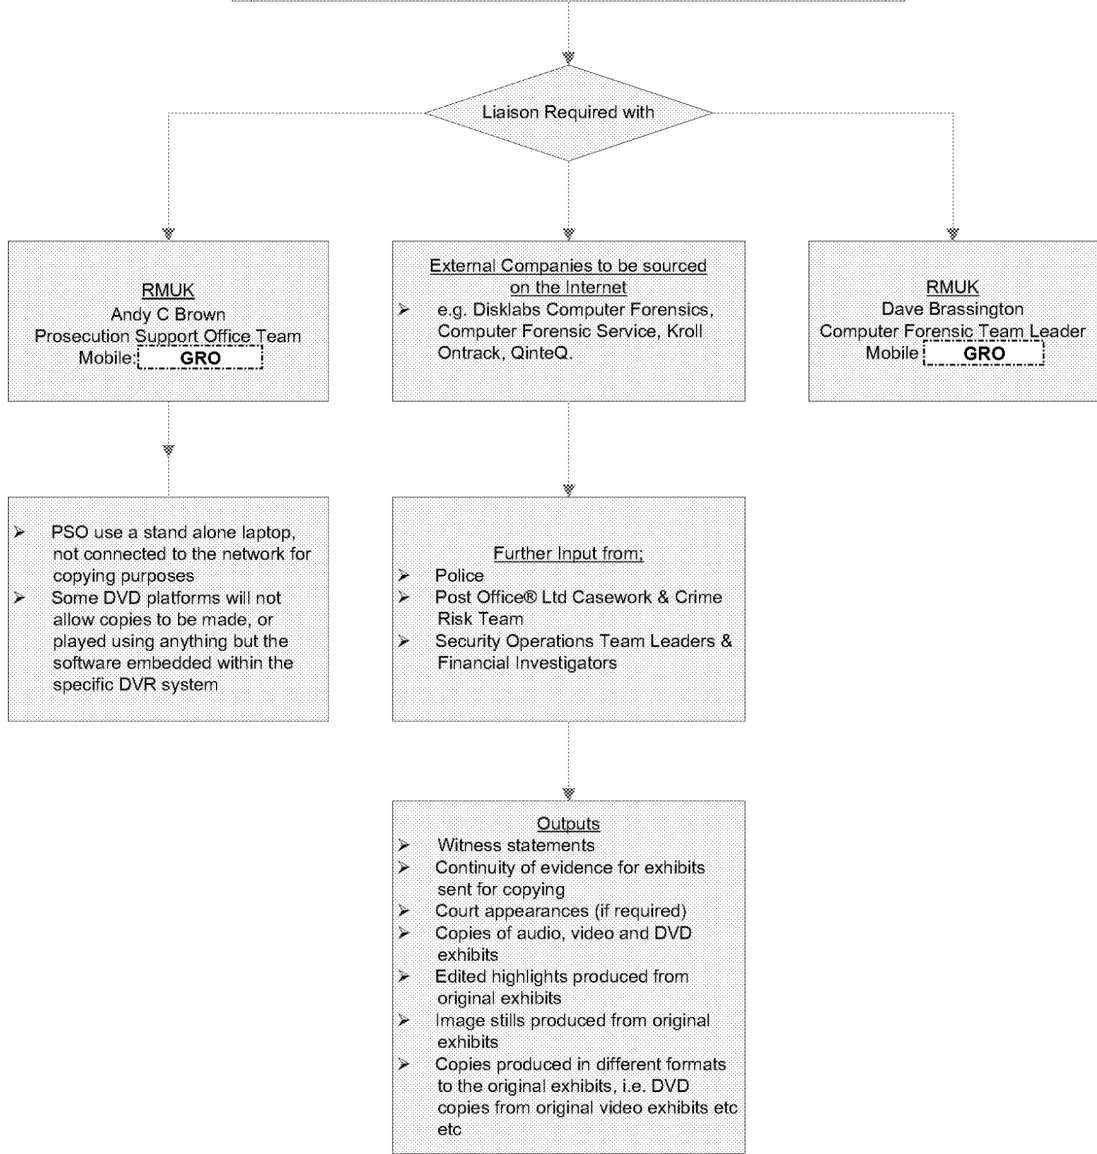 Liaison Required with
RMUK
Andy C Brown
Prosecution Support Office Team
Mobile: GRO
External Companies to be sourced
on the Internet
➢ e.g. Disklabs Computer Forensics,
Computer Forensic Service, Kroll
Ontrack, QinteQ.
RMUK
Dave Brassington
Computer Forensic Team Leader
Mobile GRO
➢ PSO use a stand alone laptop,
not connected to the network for
copying purposes
➢ Some DVD platforms will not
allow copies to be made, or
played using anything but the
software embedded within the
specific DVR system
Further Input from;
➢ Police
➢ Post Office® Ltd Casework & Crime
Risk Team
➢ Security Operations Team Leaders &
Financial Investigators
Outputs
➢ Witness statements
➢ Continuity of evidence for exhibits
sent for copying
➢ Court appearances (if required)
➢ Copies of audio, video and DVD
exhibits
➢ Edited highlights produced from
original exhibits
➢ Image stills produced from original
exhibits
➢ Copies produced in different formats
to the original exhibits, i.e. DVD
copies from original video exhibits etc
etc